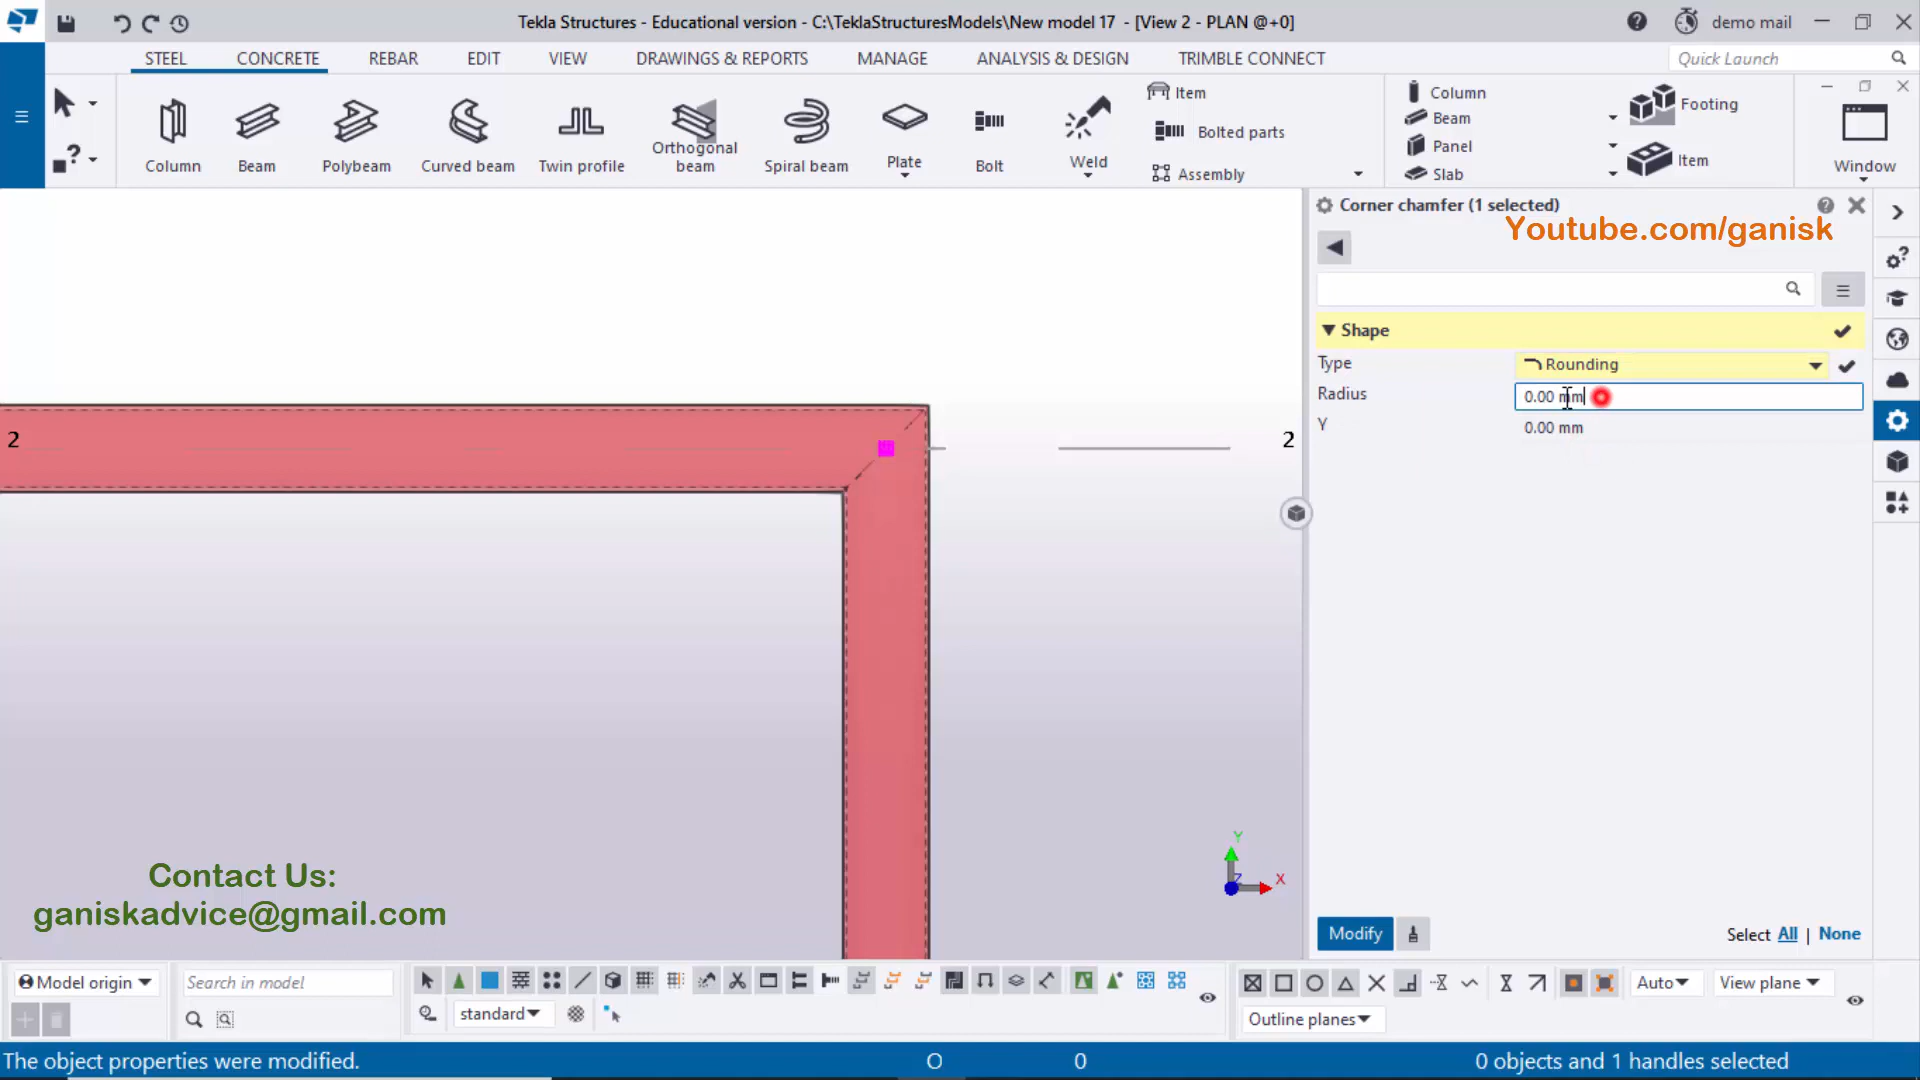 Tekla Structures - Educational version - C:\TeklaStructuresModels\New model 17 - [View 2 - PLAN @+0]
demo mail
STEEL CONCRETE REBAR EDIT VIEW DRAWINGS & REPORTS MANAGE ANALYSIS & DESIGN TRIMBLE CONNECT
Quick Launch
Column
Beam
Polybeam
Curved beam
Twin profile
Orthogonal
beam
Spiral beam
Plate
Bolt
Weld
Item
Bolted parts
Assembly
Column
Beam
Panel
Slab
Footing
Item
Window
Corner chamfer (1 selected)
Youtube.com/ganisk
Shape
Type Rounding
Radius 0.00 mm
Y 0.00 mm
2
2
Y
Z
X
Contact Us:
ganiskadvice@gmail.com
Modify
Select All | None
Model origin
Search in model
standard
Auto
View plane
Outline planes
The object properties were modified.
O
0
0 objects and 1 handles selected